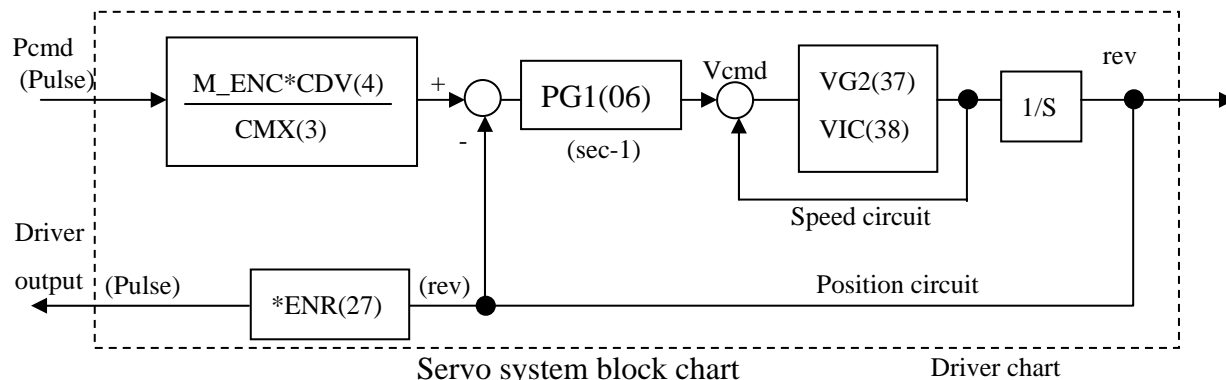 Pcmd
(Pulse)
M_ENC*CDV(4)
CMX(3)
+
-
PG1(06)
(sec-1)
Vcmd
VG2(37)
VIC(38)
1/S
rev
Speed circuit
Driver
output
(Pulse)
*ENR(27)
(rev)
Position circuit
Servo system block chart
Driver chart